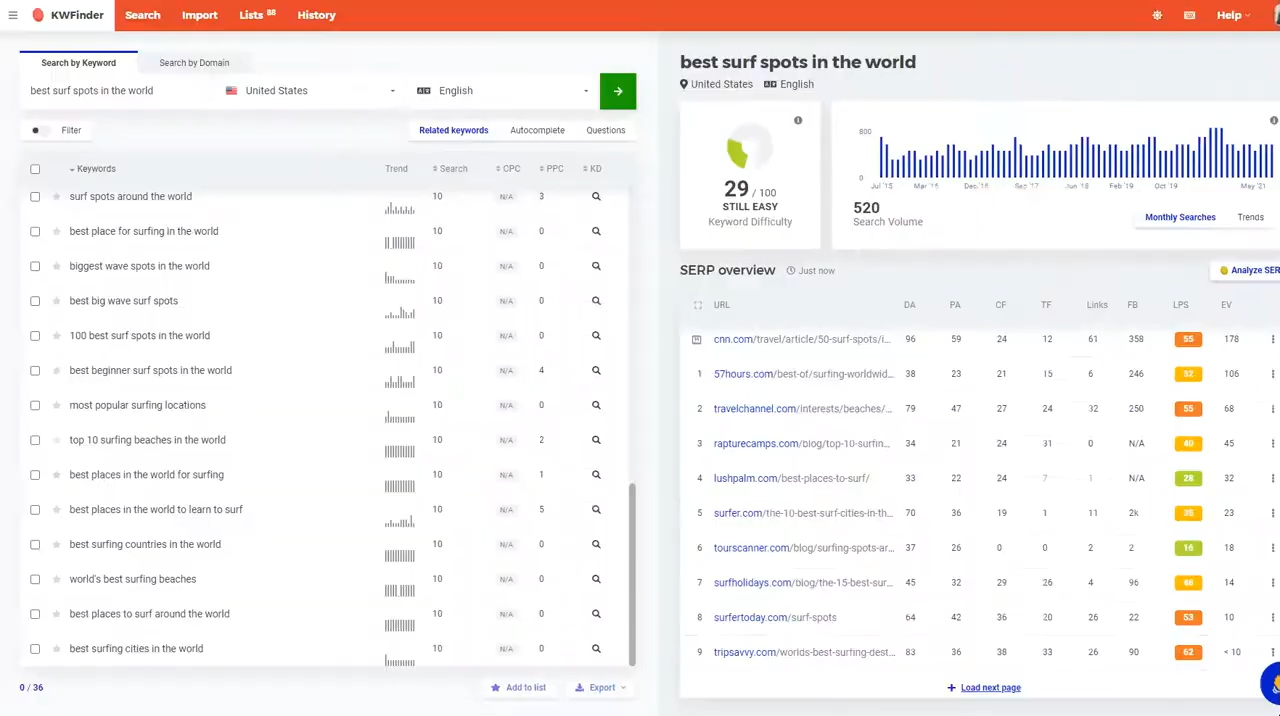 KWFinder Search Import Lists 88 History Help
Search by Keyword Search by Domain
best surf spots in the world United States English
Filter Related keywords Autocomplete Questions
Keywords Trend Search CPC PPC KD
surf spots around the world 10 N/A 3
best place for surfing in the world 10 N/A 0
biggest wave spots in the world 10 N/A 0
best big wave surf spots 10 N/A 0
100 best surf spots in the world 10 N/A 0
best beginner surf spots in the world 10 N/A 4
most popular surfing locations 10 N/A 0
top 10 surfing beaches in the world 10 N/A 2
best places in the world for surfing 10 N/A 1
best places in the world to learn to surf 10 N/A 5
best surfing countries in the world 10 N/A 0
world's best surfing beaches 10 N/A 0
best places to surf around the world 10 N/A 0
best surfing cities in the world 10 N/A 0
0 / 36 Add to list Export
best surf spots in the world
United States English
29 / 100
STILL EASY
Keyword Difficulty
800
0
Jul '15 Mar '16 Dec '16 Sep '17 Jun '18 Feb '19 Oct '19 May '21
520
Search Volume
Monthly Searches Trends
SERP overview Just now Analyze SER
URL DA PA CF TF Links FB LPS EV
cnn.com/travel/article/50-surf-spots/i... 96 59 24 12 61 358 55 178
1 57hours.com/best-of/surfing-worldwid... 38 23 21 15 6 246 32 106
2 travelchannel.com/interests/beaches/... 79 47 27 24 32 250 55 68
3 rapturecamps.com/blog/top-10-surfin... 34 21 24 31 0 N/A 40 45
4 lushpalm.com/best-places-to-surf/ 33 22 24 7 1 N/A 28 32
5 surfer.com/the-10-best-surf-cities-in-th... 70 36 19 1 11 2k 35 23
6 tourscanner.com/blog/surfing-spots-ar... 37 26 0 0 2 2 16 18
7 surfholidays.com/blog/the-15-best-sur... 45 32 29 26 4 96 14
8 surfertoday.com/surf-spots 64 42 36 20 26 22 53 10
9 tripsavvy.com/worlds-best-surfing-dest... 83 36 38 33 26 90 62 < 10
Load next page